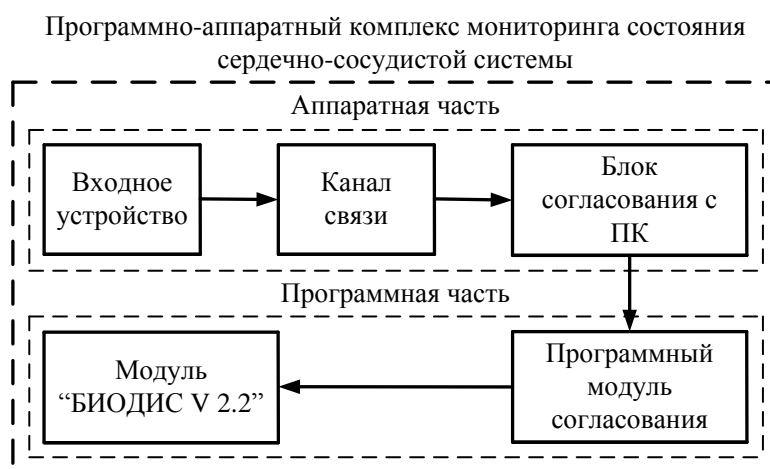 Программно-аппаратный комплекс мониторинга состояния
сердечно-сосудистой системы
Аппаратная часть
Входное
устройство
Канал
связи
Блок
согласования с
ПК
Программная часть
Модуль
“БИОДИС V 2.2”
Программный
модуль
согласования